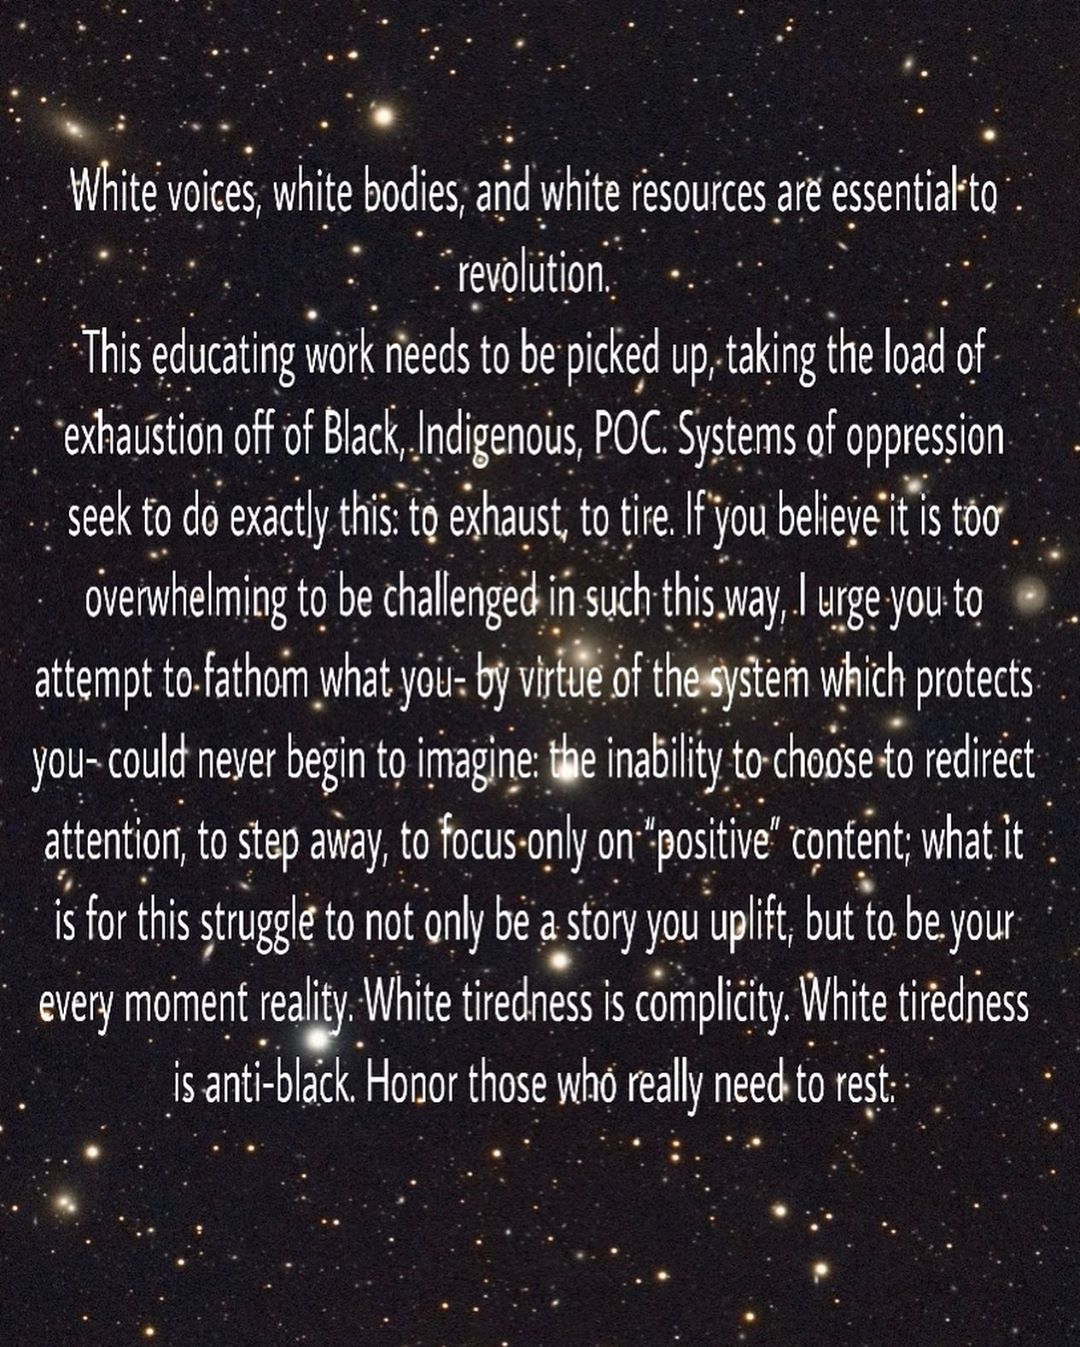 White voices, white bodies, and white resources are essential to
revolution.
This educating work needs to be picked up, taking the load of
exhaustion off of Black, Indigenous, POC. Systems of oppression
seek to do exactly this: to exhaust, to tire. If you believe it is too
overwhelming to be challenged in such this way, I urge you to
attempt to fathom what you- by virtue of the system which protects
you- could never begin to imagine: the inability to choose to redirect
attention, to step away, to focus only on “positive” content; what it
is for this struggle to not only be a story you uplift, but to be your
every moment reality. White tiredness is complicity. White tiredness
is anti-black. Honor those who really need to rest.